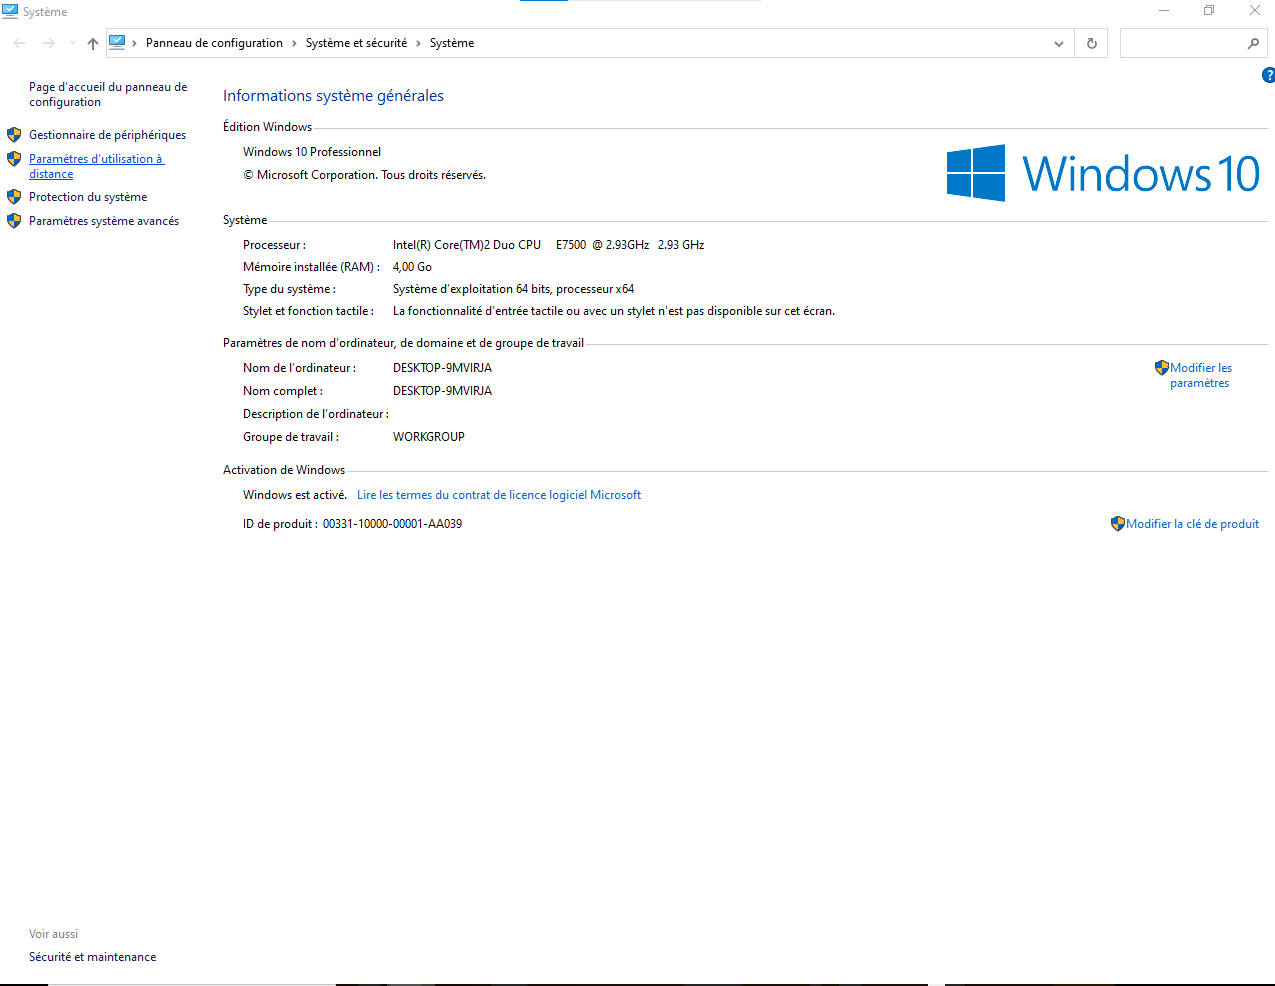 Système
Panneau de configuration › Système et sécurité › Système
Page d'accueil du panneau de
configuration
Gestionnaire de périphériques
Paramètres d'utilisation à
distance
Protection du système
Paramètres système avancés
Informations système générales
Édition Windows
Windows 10 Professionnel
© Microsoft Corporation. Tous droits réservés.
Windows 10
Système
Processeur : Intel(R) Core(TM)2 Duo CPU E7500 @ 2.93GHz 2.93 GHz
Mémoire installée (RAM) : 4,00 Go
Type du système : Système d'exploitation 64 bits, processeur x64
Stylet et fonction tactile : La fonctionnalité d'entrée tactile ou avec un stylet n'est pas disponible sur cet écran.
Paramètres de nom d'ordinateur, de domaine et de groupe de travail
Nom de l'ordinateur : DESKTOP-9MVIRJA
Modifier les
paramètres
Nom complet : DESKTOP-9MVIRJA
Description de l'ordinateur :
Groupe de travail : WORKGROUP
Activation de Windows
Windows est activé. Lire les termes du contrat de licence logiciel Microsoft
ID de produit : 00331-10000-00001-AA039
Modifier la clé de produit
Voir aussi
Sécurité et maintenance